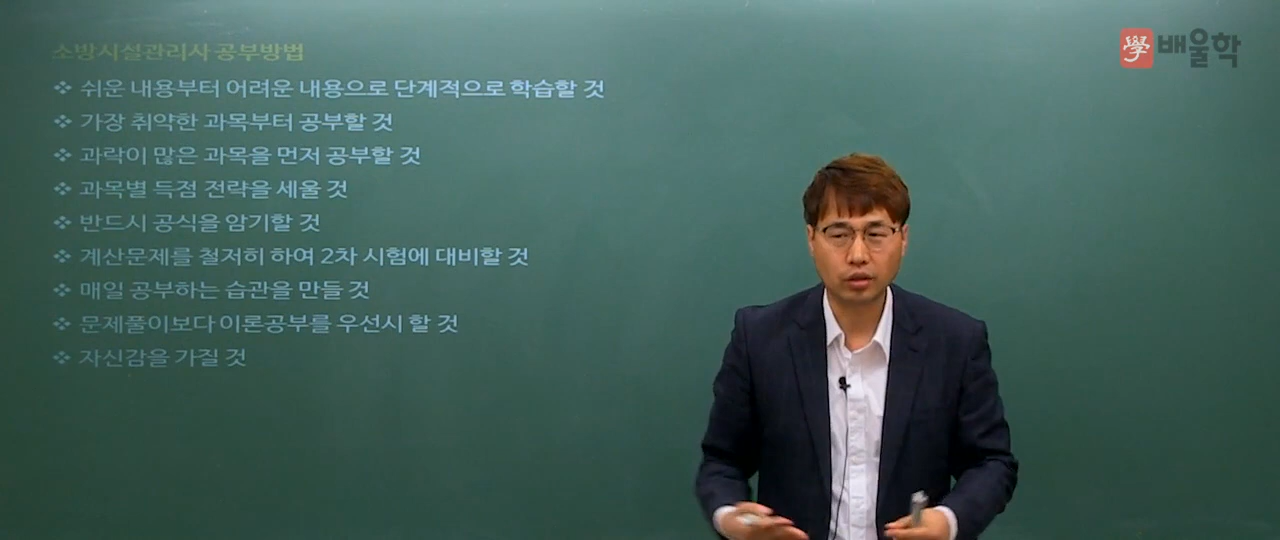 소방시설관리사 공부방법
學 배울학
❖ 쉬운 내용부터 어려운 내용으로 단계적으로 학습할 것
❖ 가장 취약한 과목부터 공부할 것
❖ 과락이 많은 과목을 먼저 공부할 것
❖ 과목별 득점 전략을 세울 것
❖ 반드시 공식을 암기할 것
❖ 계산문제를 철저히 하여 2차 시험에 대비할 것
❖ 매일 공부하는 습관을 만들 것
❖ 문제풀이보다 이론공부를 우선시 할 것
❖ 자신감을 가질 것